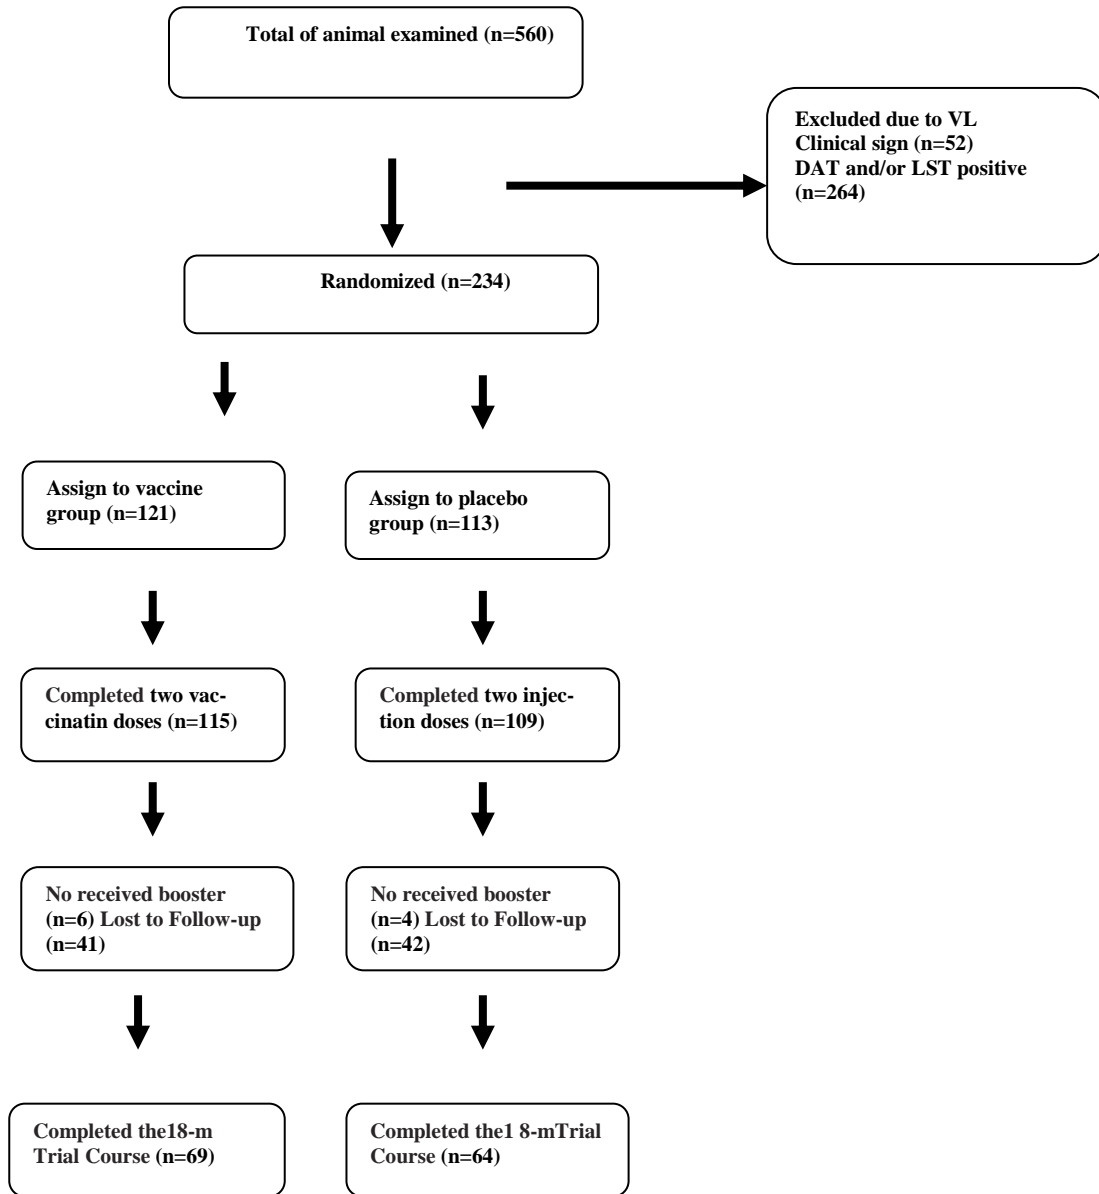 Total of animal examined (n=560)
Excluded due to VL
Clinical sign (n=52)
DAT and/or LST positive
(n=264)
Randomized (n=234)
Assign to vaccine
group (n=121)
Assign to placebo
group (n=113)
Completed two vac-
cinatin doses (n=115)
Completed two injec-
tion doses (n=109)
No received booster
(n=6) Lost to Follow-up
(n=41)
No received booster
(n=4) Lost to Follow-up
(n=42)
Completed the18-m
Trial Course (n=69)
Completed the1 8-mTrial
Course (n=64)